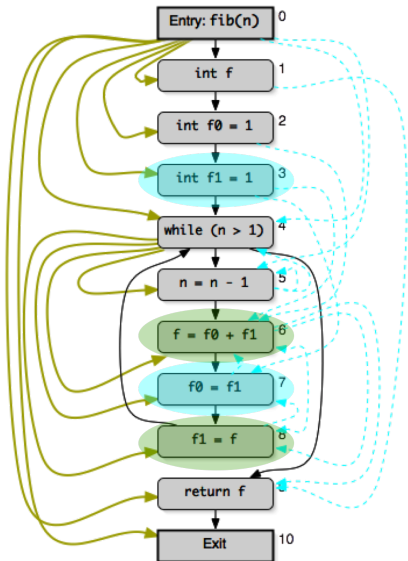 Entry: fib(n) 0
int f 1
int f0 = 1 2
int f1 = 1 3
while (n > 1) 4
n = n - 1 5
f = f0 + f1 6
f0 = f1 7
f1 = f 8
return f
Exit 10